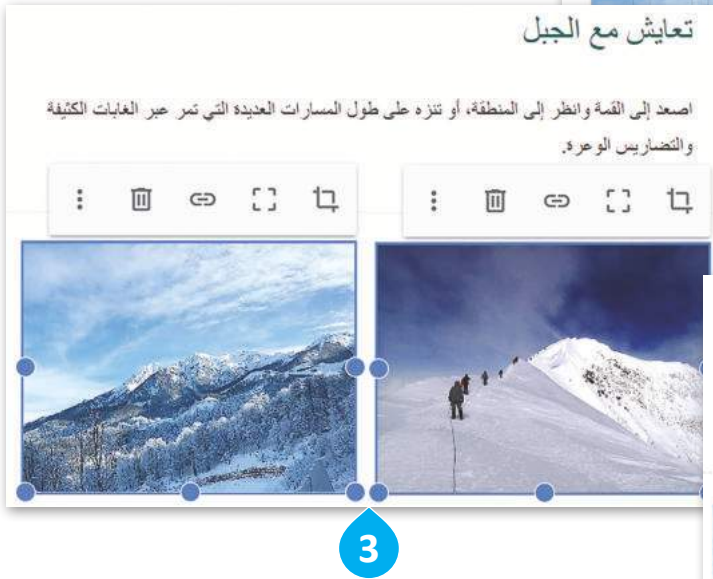 تعايش مع الجبل
اصعد إلى القمة وانظر إلى المنطقة، أو تنزه على طول المسارات العديدة التي تمر عبر الغابات الكثيفة
والتضاريس الوعرة.
3